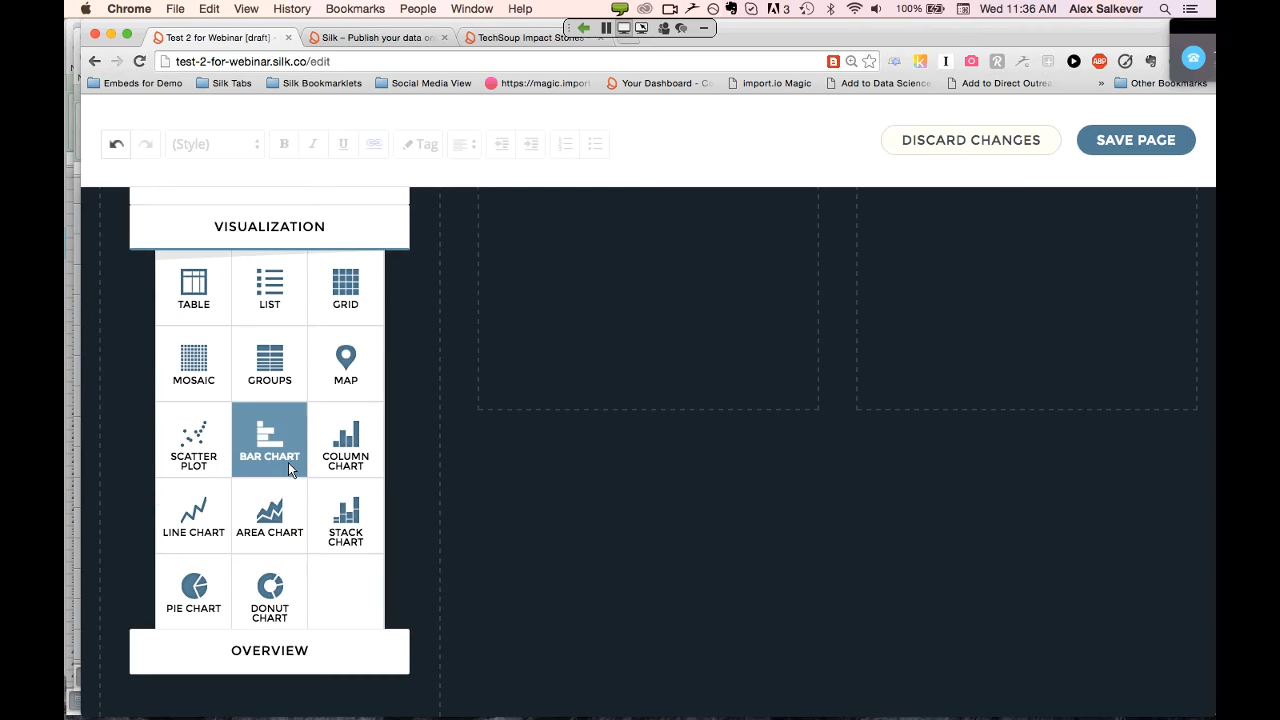 Chrome File Edit View History Bookmarks People Window Help 3 100% Wed 11:36 AM Alex Salkever
Test 2 for Webinar [draft] × Silk – Publish your data on × TechSoup Impact Stories ×
test-2-for-webinar.silk.co/edit
Embeds for Demo Silk Tabs Silk Bookmarklets Social Media View https://magic.import Your Dashboard - Co import.io Magic Add to Data Science Add to Direct Outrea » Other Bookmarks
(Style) B I U Tag DISCARD CHANGES SAVE PAGE
VISUALIZATION
TABLE LIST GRID
MOSAIC GROUPS MAP
SCATTER PLOT BAR CHART COLUMN CHART
LINE CHART AREA CHART STACK CHART
PIE CHART DONUT CHART
OVERVIEW